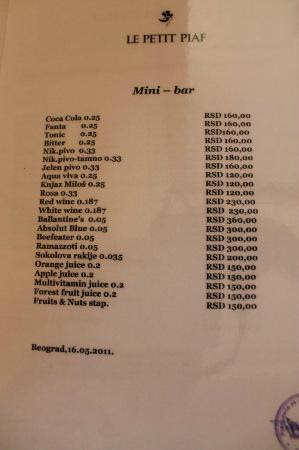 LE PETIT PIAF
Mini – bar
Coca Cola 0.25 RSD 160,00
Fanta 0.25 RSD 160,00
Tonic 0.25 RSD160,00
Bitter 0.25 RSD 160,00
Nik.pivo 0.33 RSD 160,00
Nik.pivo-tamno 0.33 RSD 180,00
Jelen pivo 0.33 RSD 160,00
Aqua viva 0.25 RSD 120,00
Knjaz Miloš 0.25 RSD 120,00
Rosa 0.33 RSD 120,00
Red wine 0.187 RSD 230,00
White wine 0.187 RSD 230,00
Ballantine's 0.05 RSD 360,00
Absolut Blue 0.05 RSD 300,00
Beefeater 0.05 RSD 300,00
Ramazzoti 0.05 RSD 300,00
Sokolova rakije 0.035 RSD 200,00
Orange juice 0.2 RSD 150,00
Apple juice 0.2 RSD 150,00
Multivitamin juice 0.2 RSD 150,00
Forest fruit juice 0.2 RSD 150,00
Fruits & Nuts stap. RSD 150,00
Beograd,16.05.2011.